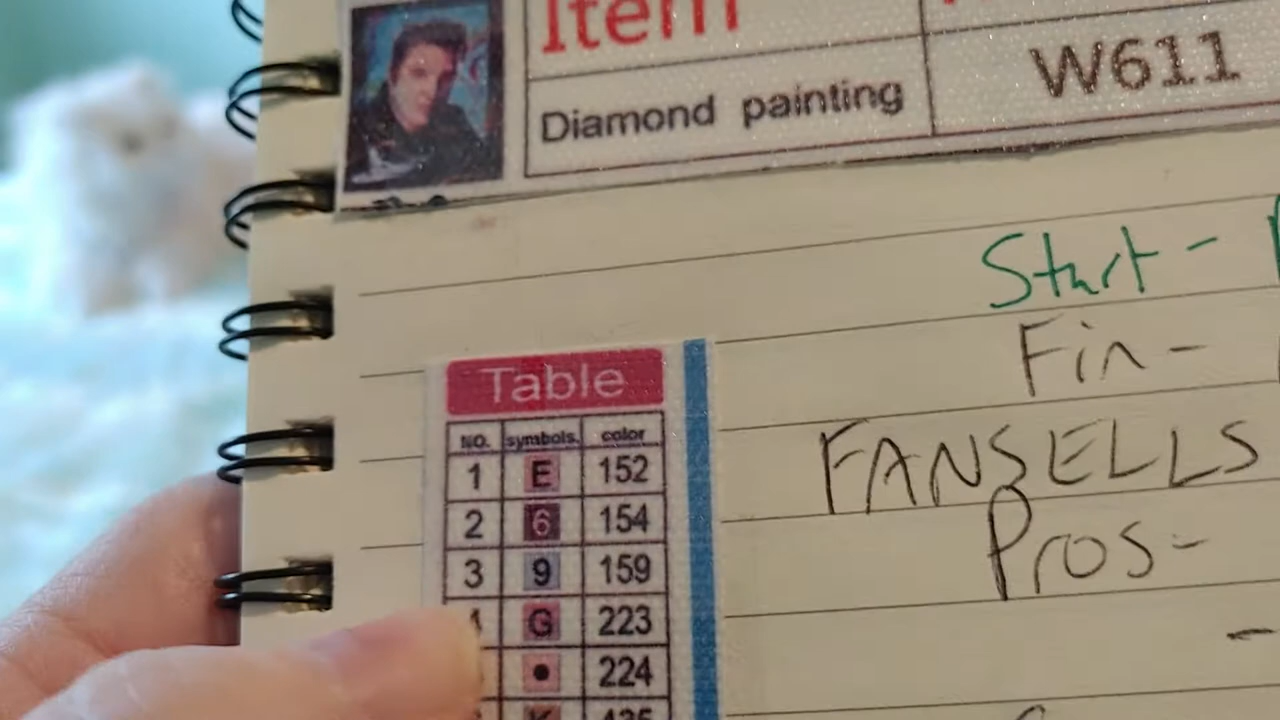 Item
Diamond painting W611
Start -
Fin -
FANSELLS
Pros -
-
Table
NO. symbols. color
1 E 152
2 6 154
3 9 159
4 G 223
● 224